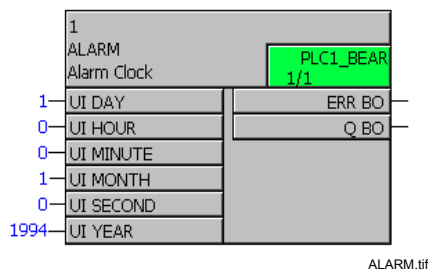 1
ALARM
Alarm Clock
PLC1_BEAR
1/1
1 UI DAY ERR BO
0 UI HOUR Q BO
0 UI MINUTE
1 UI MONTH
0 UI SECOND
1994 UI YEAR
ALARM.tif